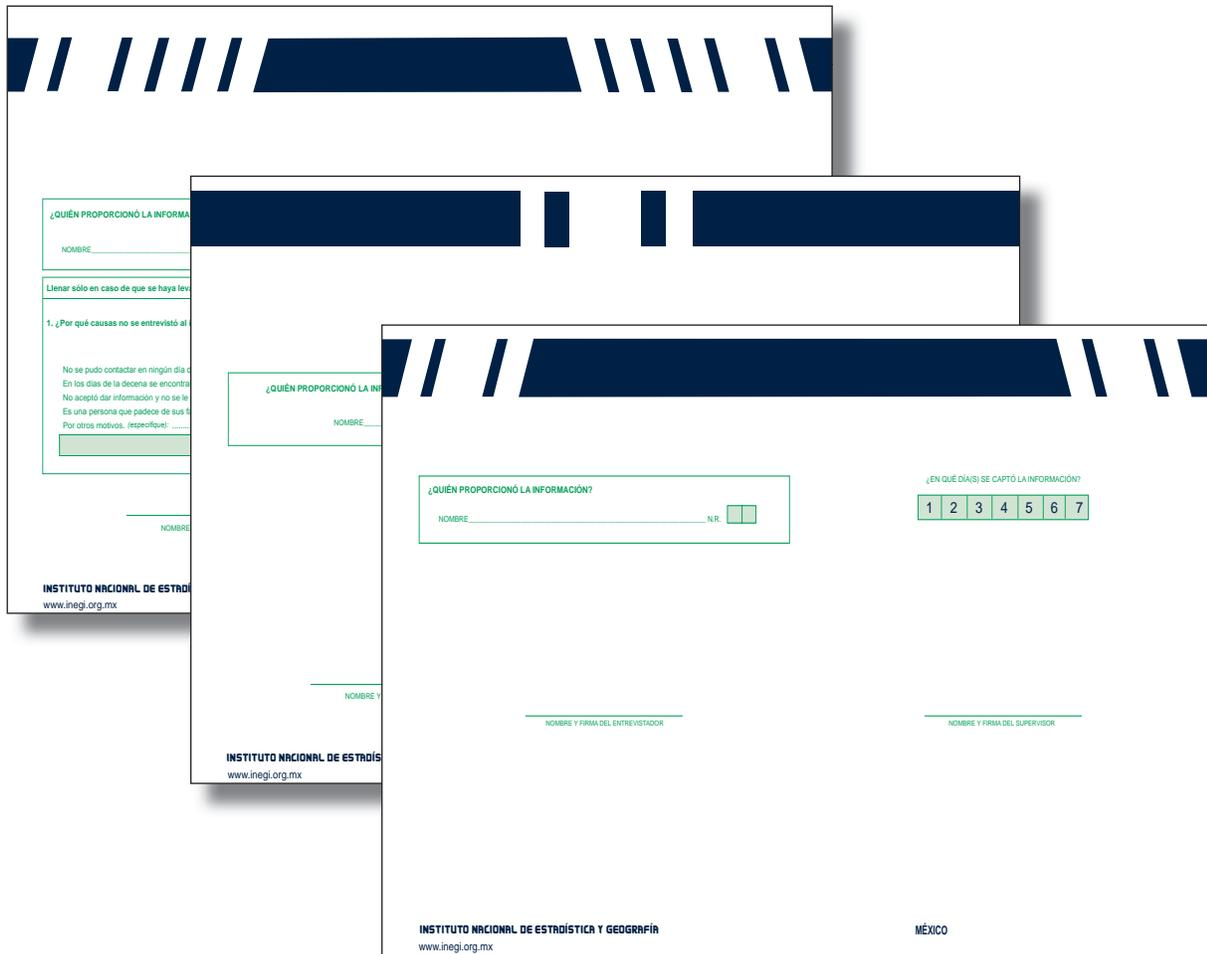 ¿QUIÉN PROPORCIONÓ LA INFORMA
NOMBRE
Llenar sólo en caso de que se haya
1. ¿Por qué causas no se entrevistó al
No se pudo contactar en ningún día
En los días de la decena se encontra
No aceptó dar información y no se le
Es una persona que padece de sus
Por otros motivos. (especifique):
NOMBRE
INSTITUTO NACIONAL DE ESTADÍ
www.inegi.org.mx
¿QUIÉN PROPORCIONÓ LA INF
NOMBRE
NOMBRE Y
INSTITUTO NACIONAL DE ESTADÍS
www.inegi.org.mx
¿QUIÉN PROPORCIONÓ LA INFORMACIÓN?
NOMBRE N.R.
¿EN QUÉ DÍA(S) SE CAPTÓ LA INFORMACIÓN?
1 2 3 4 5 6 7
NOMBRE Y FIRMA DEL ENTREVISTADOR
NOMBRE Y FIRMA DEL SUPERVISOR
INSTITUTO NACIONAL DE ESTADÍSTICA Y GEOGRAFÍA
www.inegi.org.mx
MÉXICO